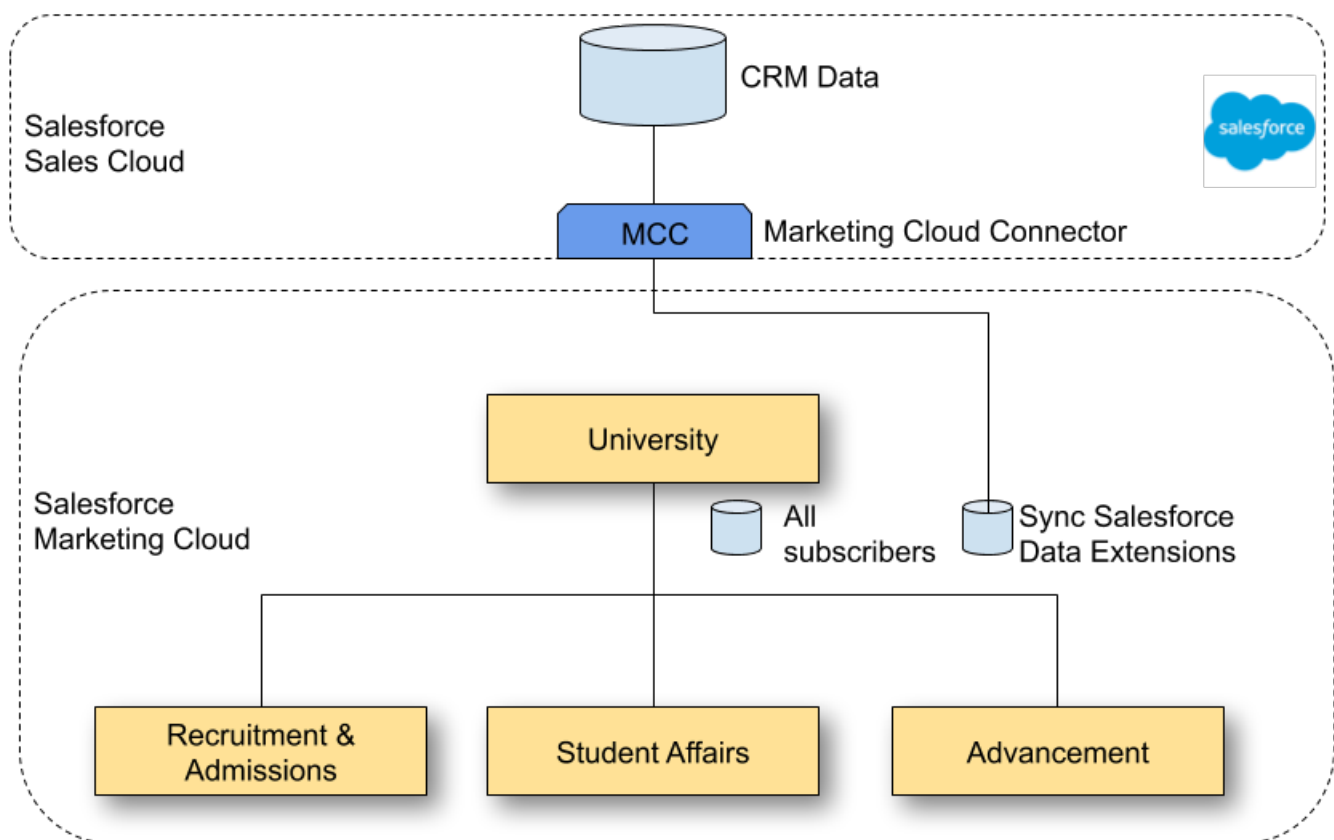 CRM Data
Salesforce
Sales Cloud
salesforce
MCC
Marketing Cloud Connector
University
Salesforce
Marketing Cloud
All
subscribers
Sync Salesforce
Data Extensions
Recruitment &
Admissions
Student Affairs
Advancement